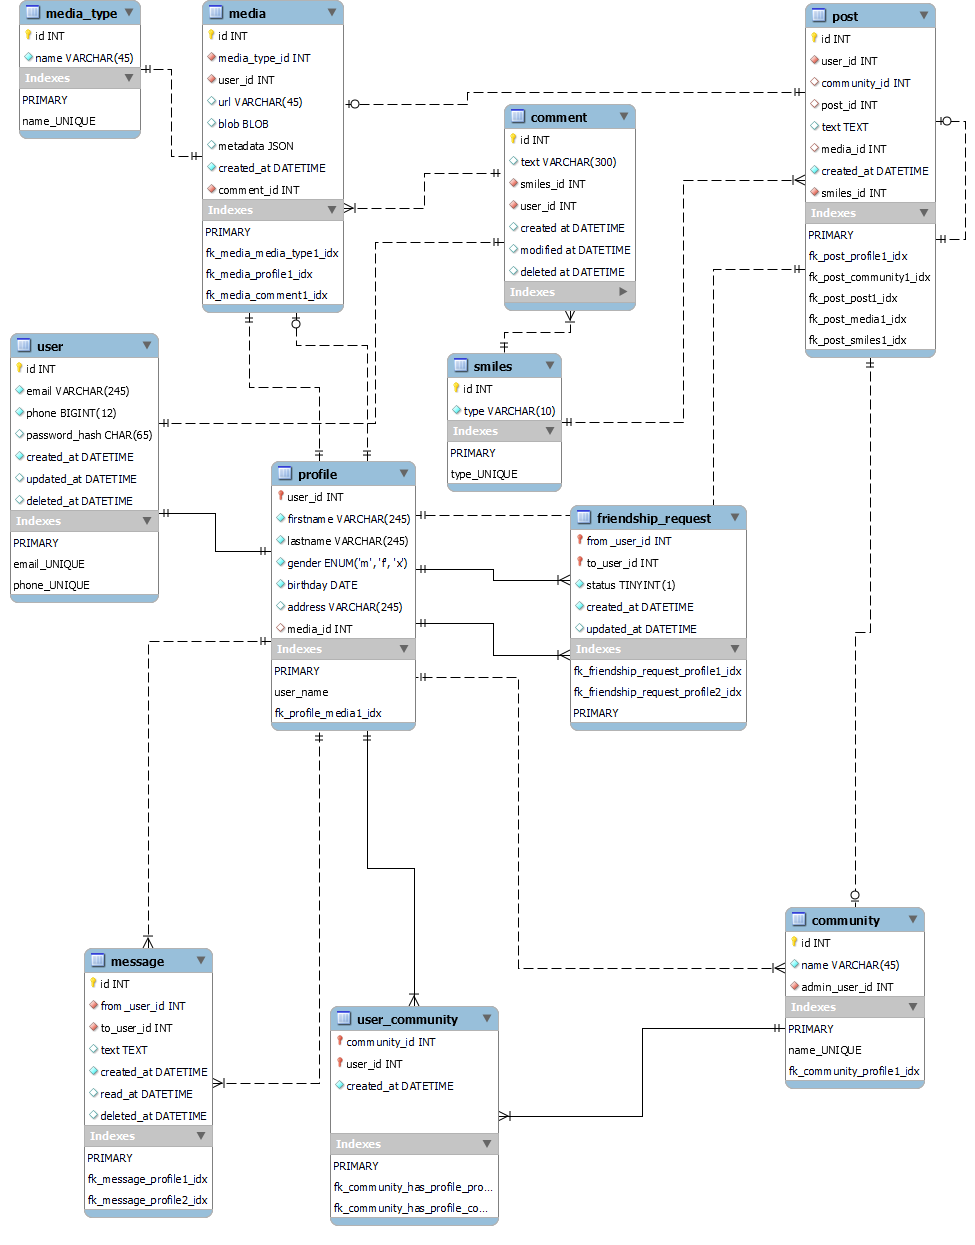 media_type
id INT
name VARCHAR(45)
Indexes
PRIMARY
name_UNIQUE
media
id INT
media_type_id INT
user_id INT
url VARCHAR(45)
blob BLOB
metadata JSON
created_at DATETIME
comment_id INT
Indexes
PRIMARY
fk_media_media_type1_idx
fk_media_profile1_idx
fk_media_comment1_idx
comment
id INT
text VARCHAR(300)
smiles_id INT
user_id INT
created at DATETIME
modified at DATETIME
deleted at DATETIME
Indexes
post
id INT
user_id INT
community_id INT
post_id INT
text TEXT
media_id INT
created_at DATETIME
smiles_id INT
Indexes
PRIMARY
fk_post_profile1_idx
fk_post_community1_idx
fk_post_post1_idx
fk_post_media1_idx
fk_post_smiles1_idx
user
id INT
email VARCHAR(245)
phone BIGINT(12)
password_hash CHAR(65)
created_at DATETIME
updated_at DATETIME
deleted_at DATETIME
Indexes
PRIMARY
email_UNIQUE
phone_UNIQUE
smiles
id INT
type VARCHAR(10)
Indexes
PRIMARY
type_UNIQUE
profile
user_id INT
firstname VARCHAR(245)
lastname VARCHAR(245)
gender ENUM('m','f','x')
birthday DATE
address VARCHAR(245)
media_id INT
Indexes
PRIMARY
user_name
fk_profile_media1_idx
friendship_request
from_user_id INT
to_user_id INT
status TINYINT(1)
created_at DATETIME
updated_at DATETIME
Indexes
fk_friendship_request_profile1_idx
fk_friendship_request_profile2_idx
PRIMARY
message
id INT
from_user_id INT
to_user_id INT
text TEXT
created_at DATETIME
read_at DATETIME
deleted_at DATETIME
Indexes
PRIMARY
fk_message_profile1_idx
fk_message_profile2_idx
user_community
community_id INT
user_id INT
created_at DATETIME
Indexes
PRIMARY
fk_community_has_profile_pro...
fk_community_has_profile_co...
community
id INT
name VARCHAR(45)
admin_user_id INT
Indexes
PRIMARY
name_UNIQUE
fk_community_profile1_idx